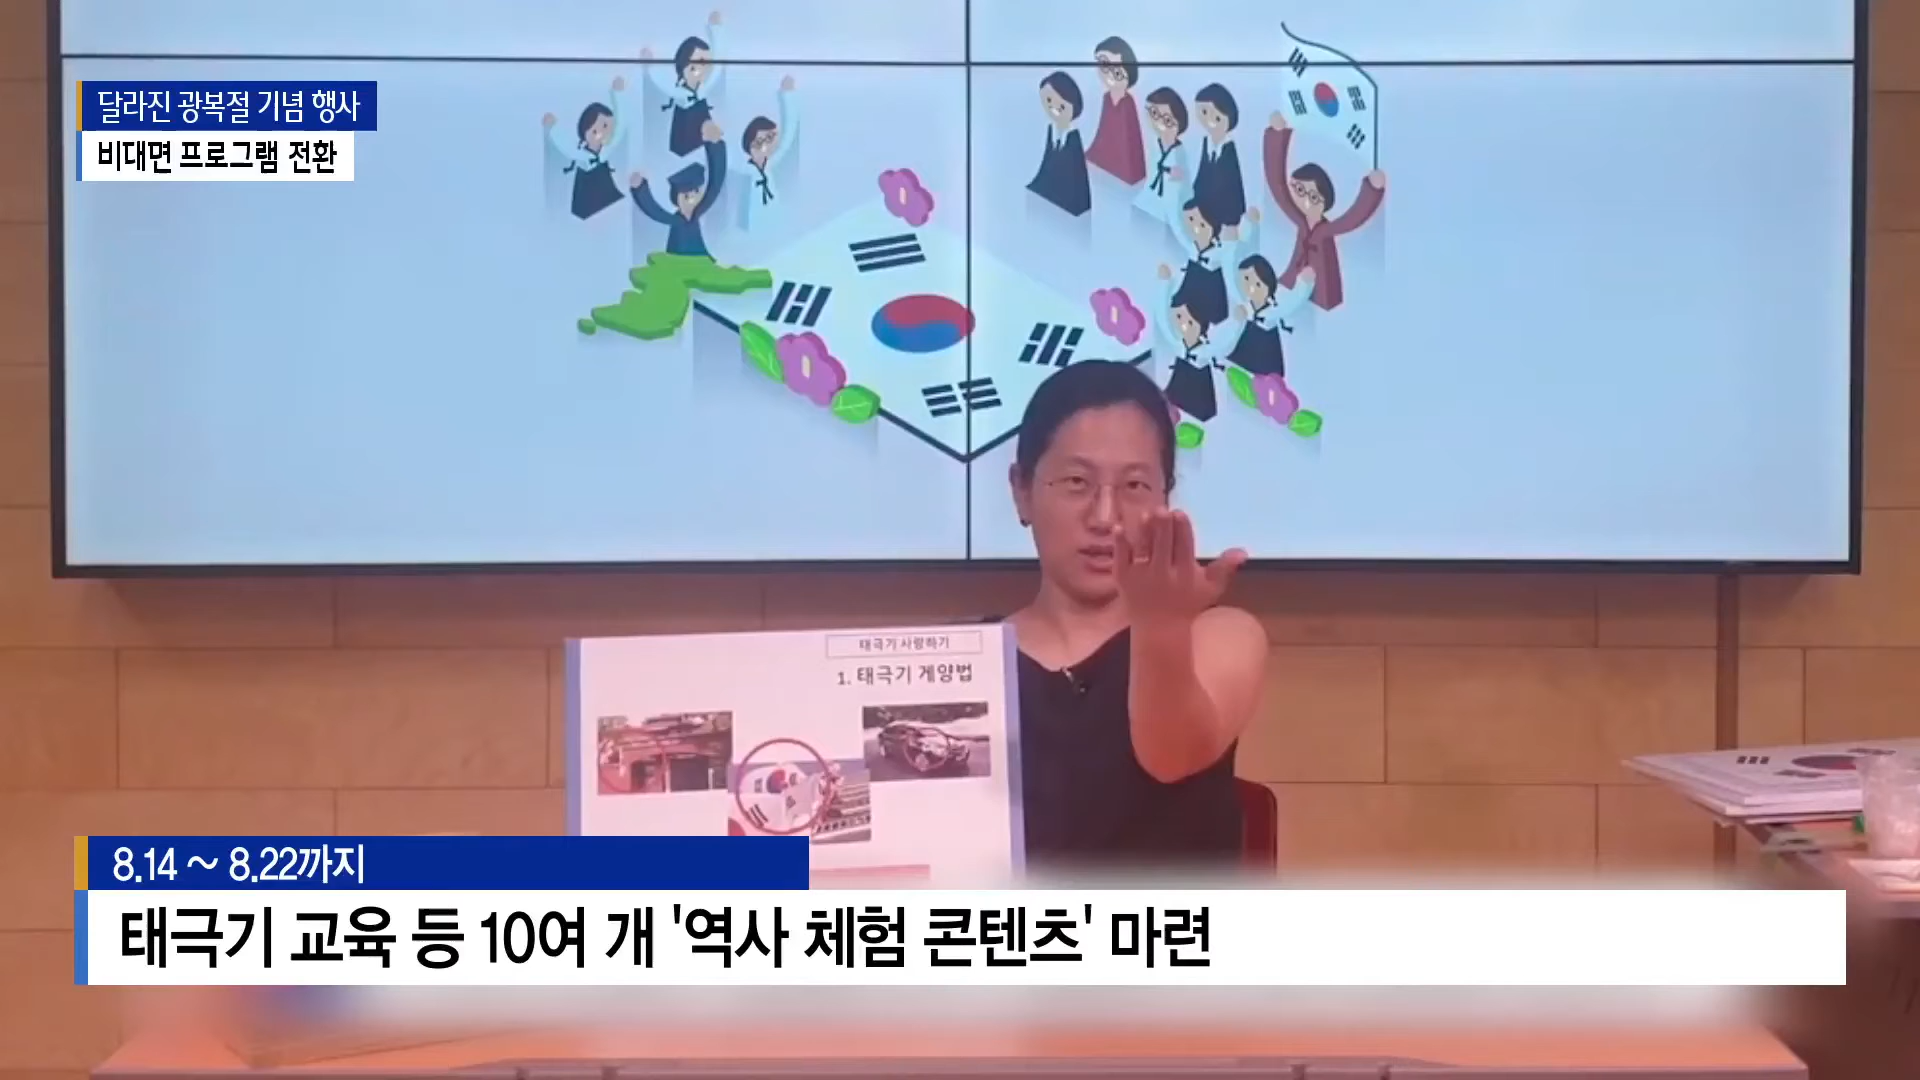 달라진 광복절 기념 행사
비대면 프로그램 전환
태극기 사랑하기
1. 태극기 게양법
8.14 ~ 8.22까지
태극기 교육 등 10여 개 '역사 체험 콘텐츠' 마련